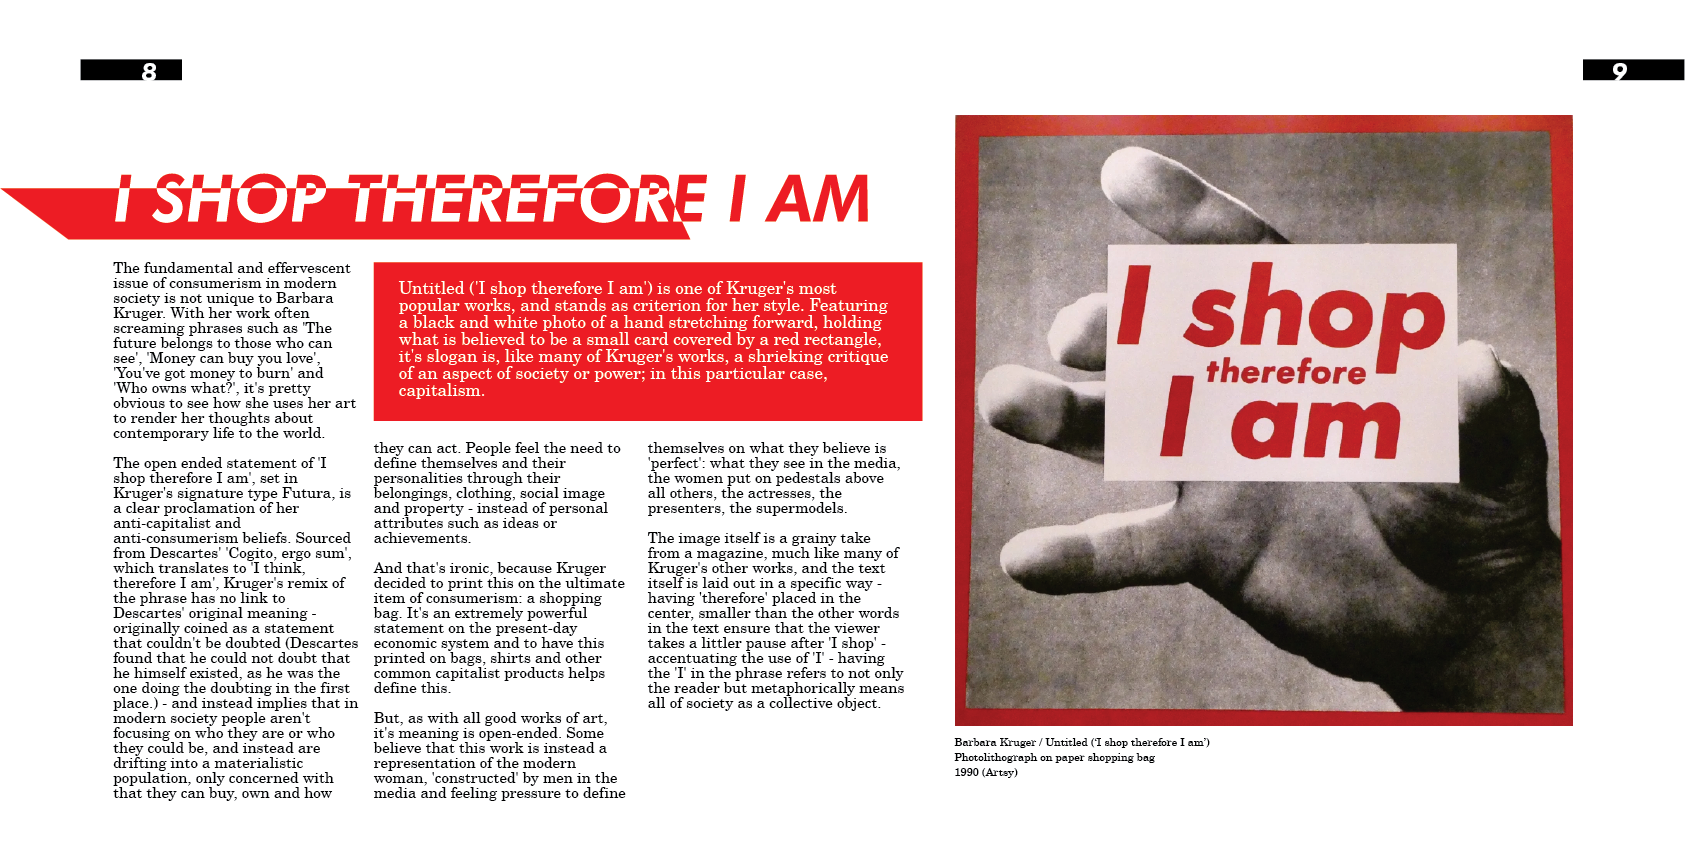 8
9
I SHOP THEREFORE I AM
The fundamental and effervescent
issue of consumerism in modern
society is not unique to Barbara
Kruger. With her work often
screaming phrases such as 'The
future belongs to those who can
see', 'Money can buy you love',
'You've got money to burn' and
'Who owns what?', it's pretty
obvious to see how she uses her art
to render her thoughts about
contemporary life to the world.
The open ended statement of 'I
shop therefore I am', set in
Kruger's signature type Futura, is
a clear proclamation of her
anti-capitalist and
anti-consumerism beliefs. Sourced
from Descartes' 'Cogito, ergo sum',
which translates to 'I think,
therefore I am', Kruger's remix of
the phrase has no link to
Descartes' original meaning -
originally coined as a statement
that couldn't be doubted (Descartes
found that he could not doubt that
he himself existed, as he was the
one doing the doubting in the first
place.) - and instead implies that in
modern society people aren't
focusing on who they are or who
they could be, and instead are
drifting into a materialistic
population, only concerned with
that they can buy, own and how
Untitled ('I shop therefore I am') is one of Kruger's most
popular works, and stands as criterion for her style. Featuring
a black and white photo of a hand stretching forward, holding
what is believed to be a small card covered by a red rectangle,
it's slogan is, like many of Kruger's works, a shrieking critique
of an aspect of society or power; in this particular case,
capitalism.
they can act. People feel the need to
define themselves and their
personalities through their
belongings, clothing, social image
and property - instead of personal
attributes such as ideas or
achievements.
And that's ironic, because Kruger
decided to print this on the ultimate
item of consumerism: a shopping
bag. It's an extremely powerful
statement on the present-day
economic system and to have this
printed on bags, shirts and other
common capitalist products helps
define this.
But, as with all good works of art,
it's meaning is open-ended. Some
believe that this work is instead a
representation of the modern
woman, 'constructed' by men in the
media and feeling pressure to define
themselves on what they believe is
'perfect': what they see in the media,
the women put on pedestals above
all others, the actresses, the
presenters, the supermodels.
The image itself is a grainy take
from a magazine, much like many of
Kruger's other works, and the text
itself is laid out in a specific way -
having 'therefore' placed in the
center, smaller than the other words
in the text ensure that the viewer
takes a littler pause after 'I shop' -
accentuating the use of 'I' - having
the 'I' in the phrase refers to not only
the reader but metaphorically means
all of society as a collective object.
I shop
therefore
I am
Barbara Kruger / Untitled ('I shop therefore I am')
Photolithograph on paper shopping bag
1990 (Artsy)